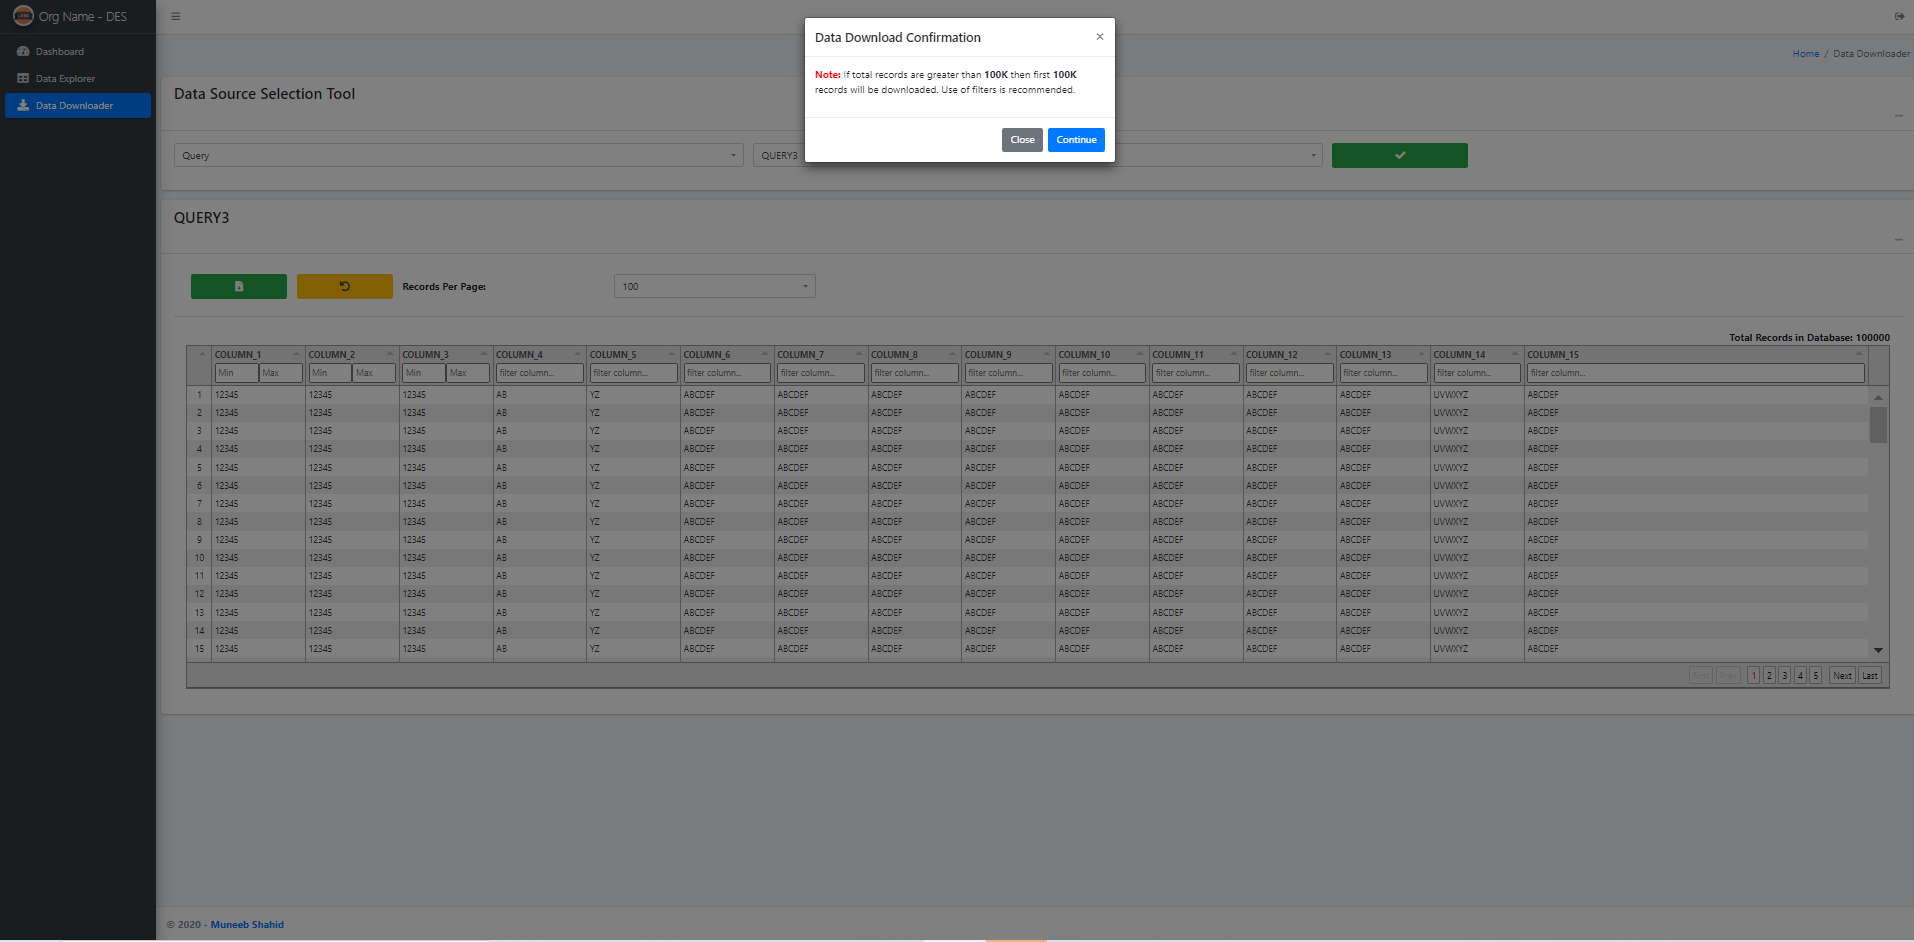 Org Name - DES
Dashboard
Data Explorer
Data Downloader
Data Download Confirmation ×
Note: If total records are greater than 100K then first 100K
records will be downloaded. Use of filters is recommended.
Close Continue
Home / Data Downloader
Data Source Selection Tool
Query QUERY3
QUERY3
Records Per Page: 100
Total Records in Database: 100000
COLUMN_1 COLUMN_2 COLUMN_3 COLUMN_4 COLUMN_5 COLUMN_6 COLUMN_7 COLUMN_8 COLUMN_9 COLUMN_10 COLUMN_11 COLUMN_12 COLUMN_13 COLUMN_14 COLUMN_15
Min Max Min Max Min Max filter column... filter column... filter column... filter column... filter column... filter column... filter column... filter column... filter column... filter column... filter column... filter column...
1 12345 12345 12345 AB YZ ABCDEF ABCDEF ABCDEF ABCDEF ABCDEF ABCDEF ABCDEF ABCDEF UVWXYZ ABCDEF
2 12345 12345 12345 AB YZ ABCDEF ABCDEF ABCDEF ABCDEF ABCDEF ABCDEF ABCDEF ABCDEF UVWXYZ ABCDEF
3 12345 12345 12345 AB YZ ABCDEF ABCDEF ABCDEF ABCDEF ABCDEF ABCDEF ABCDEF ABCDEF UVWXYZ ABCDEF
4 12345 12345 12345 AB YZ ABCDEF ABCDEF ABCDEF ABCDEF ABCDEF ABCDEF ABCDEF ABCDEF UVWXYZ ABCDEF
5 12345 12345 12345 AB YZ ABCDEF ABCDEF ABCDEF ABCDEF ABCDEF ABCDEF ABCDEF ABCDEF UVWXYZ ABCDEF
6 12345 12345 12345 AB YZ ABCDEF ABCDEF ABCDEF ABCDEF ABCDEF ABCDEF ABCDEF ABCDEF UVWXYZ ABCDEF
7 12345 12345 12345 AB YZ ABCDEF ABCDEF ABCDEF ABCDEF ABCDEF ABCDEF ABCDEF ABCDEF UVWXYZ ABCDEF
8 12345 12345 12345 AB YZ ABCDEF ABCDEF ABCDEF ABCDEF ABCDEF ABCDEF ABCDEF ABCDEF UVWXYZ ABCDEF
9 12345 12345 12345 AB YZ ABCDEF ABCDEF ABCDEF ABCDEF ABCDEF ABCDEF ABCDEF ABCDEF UVWXYZ ABCDEF
10 12345 12345 12345 AB YZ ABCDEF ABCDEF ABCDEF ABCDEF ABCDEF ABCDEF ABCDEF ABCDEF UVWXYZ ABCDEF
11 12345 12345 12345 AB YZ ABCDEF ABCDEF ABCDEF ABCDEF ABCDEF ABCDEF ABCDEF ABCDEF UVWXYZ ABCDEF
12 12345 12345 12345 AB YZ ABCDEF ABCDEF ABCDEF ABCDEF ABCDEF ABCDEF ABCDEF ABCDEF UVWXYZ ABCDEF
13 12345 12345 12345 AB YZ ABCDEF ABCDEF ABCDEF ABCDEF ABCDEF ABCDEF ABCDEF ABCDEF UVWXYZ ABCDEF
14 12345 12345 12345 AB YZ ABCDEF ABCDEF ABCDEF ABCDEF ABCDEF ABCDEF ABCDEF ABCDEF UVWXYZ ABCDEF
15 12345 12345 12345 AB YZ ABCDEF ABCDEF ABCDEF ABCDEF ABCDEF ABCDEF ABCDEF ABCDEF UVWXYZ ABCDEF
First Prev 1 2 3 4 5 Next Last
© 2020 - Muneeb Shahid